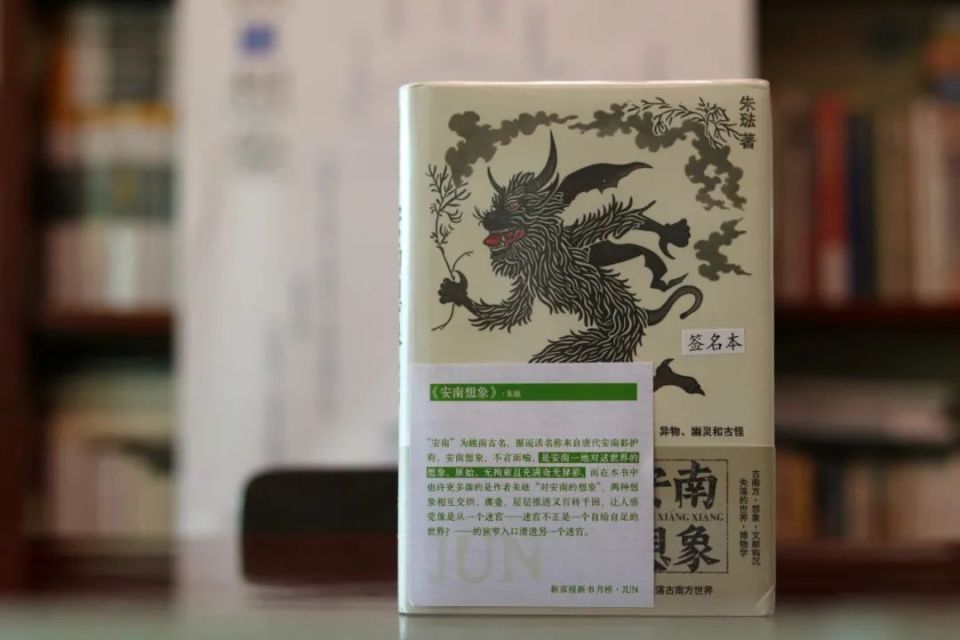 朱琺 著
签名本
异物、幽灵和古怪
《安南想象》·朱琺
“安南”为越南古名，据说该名称来自唐代安南都护
府。安南想象，不言而喻，是安南一地对这世界的
想象，原始、无拘束且充满奇光异彩，而在本书中
也许更多指的是作者朱琺“对安南的想象”，两种想
象相互交织、挪叠，层层推进又百转千回，让人感
觉像是从一个迷宫——迷宫不正是一个自给自足的
世界？——的狭窄入口潜进另一个迷宫。
JUN
新京报新书月榜·JUN
安南
XIANG XIANG
想象
古南方·想象·文献钩沉
失落的世界·博物学
落古南方世界